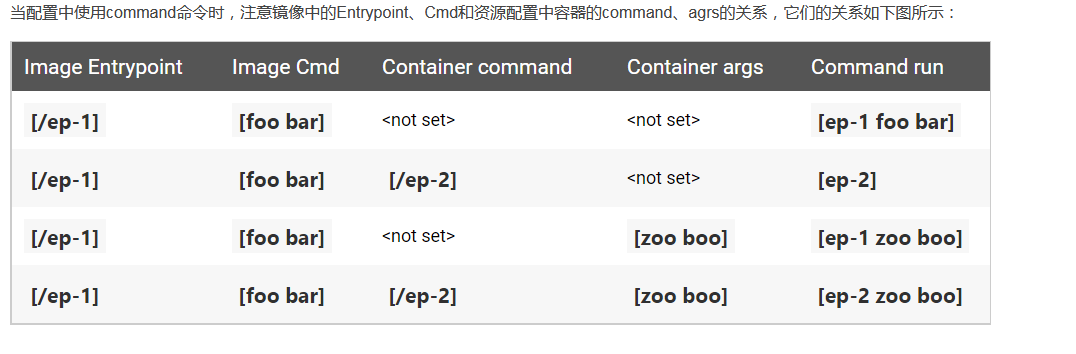 当配置中使用command命令时，注意镜像中的Entrypoint、Cmd和资源配置中容器的command、agrs的关系，它们的关系如下图所示：
Image Entrypoint Image Cmd Container command Container args Command run
[/ep-1] [foo bar] <not set> <not set> [ep-1 foo bar]
[/ep-1] [foo bar] [/ep-2] <not set> [ep-2]
[/ep-1] [foo bar] <not set> [zoo boo] [ep-1 zoo boo]
[/ep-1] [foo bar] [/ep-2] [zoo boo] [ep-2 zoo boo]